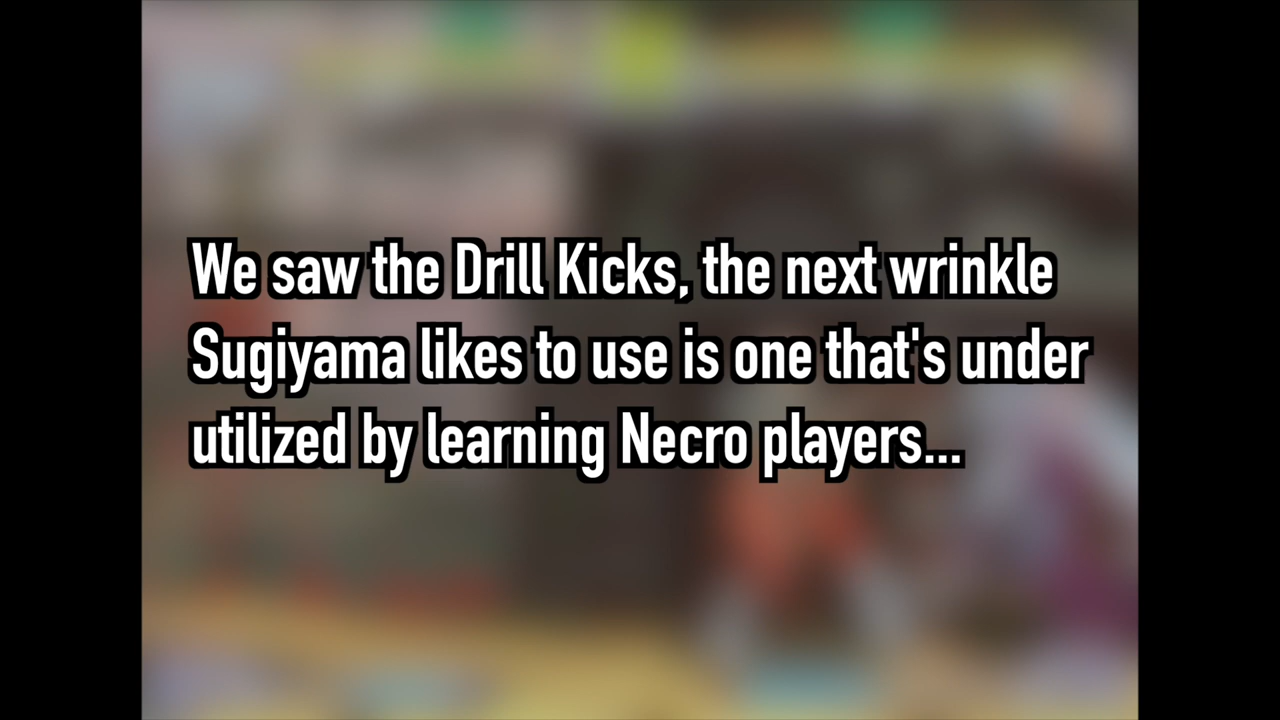 We saw the Drill Kicks, the next wrinkle
Sugiyama likes to use is one that's under
utilized by learning Necro players...